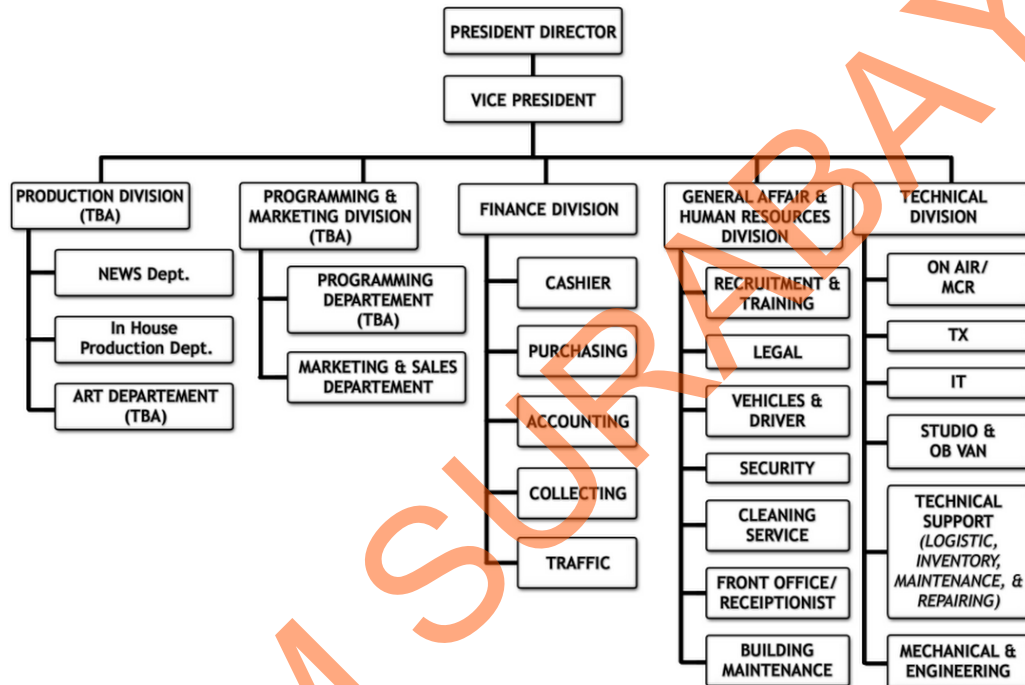 PRESIDENT DIRECTOR
VICE PRESIDENT
PRODUCTION DIVISION
(TBA)
NEWS Dept.
In House
Production Dept.
ART DEPARTEMENT
(TBA)
PROGRAMMING &
MARKETING DIVISION
(TBA)
PROGRAMMING
DEPARTEMENT
(TBA)
MARKETING & SALES
DEPARTEMENT
FINANCE DIVISION
CASHIER
PURCHASING
ACCOUNTING
COLLECTING
TRAFFIC
GENERAL AFFAIR &
HUMAN RESOURCES
DIVISION
RECRUITMENT &
TRAINING
LEGAL
VEHICLES &
DRIVER
SECURITY
CLEANING
SERVICE
FRONT OFFICE/
RECEIPTIONIST
BUILDING
MAINTENANCE
TECHNICAL
DIVISION
ON AIR/
MCR
TX
IT
STUDIO &
OB VAN
TECHNICAL
SUPPORT
(LOGISTIC,
INVENTORY,
MAINTENANCE, &
REPAIRING)
MECHANICAL &
ENGINEERING
M SURABAY